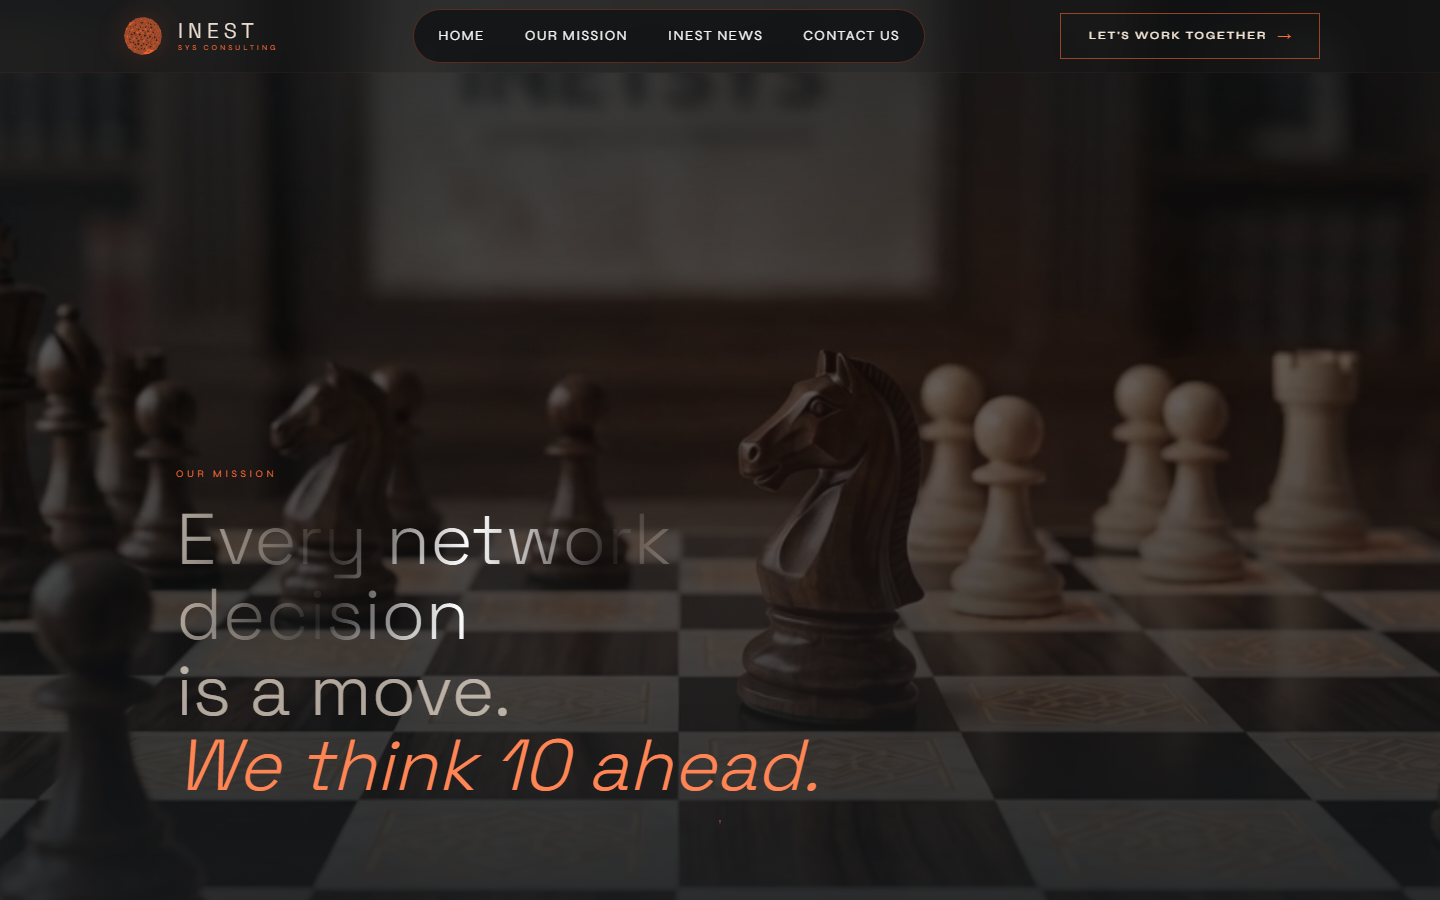 INEST
SYS CONSULTING
HOME
OUR MISSION
INEST NEWS
CONTACT US
LET'S WORK TOGETHER →
OUR MISSION
Every network
decision
is a move.
We think 10 ahead.